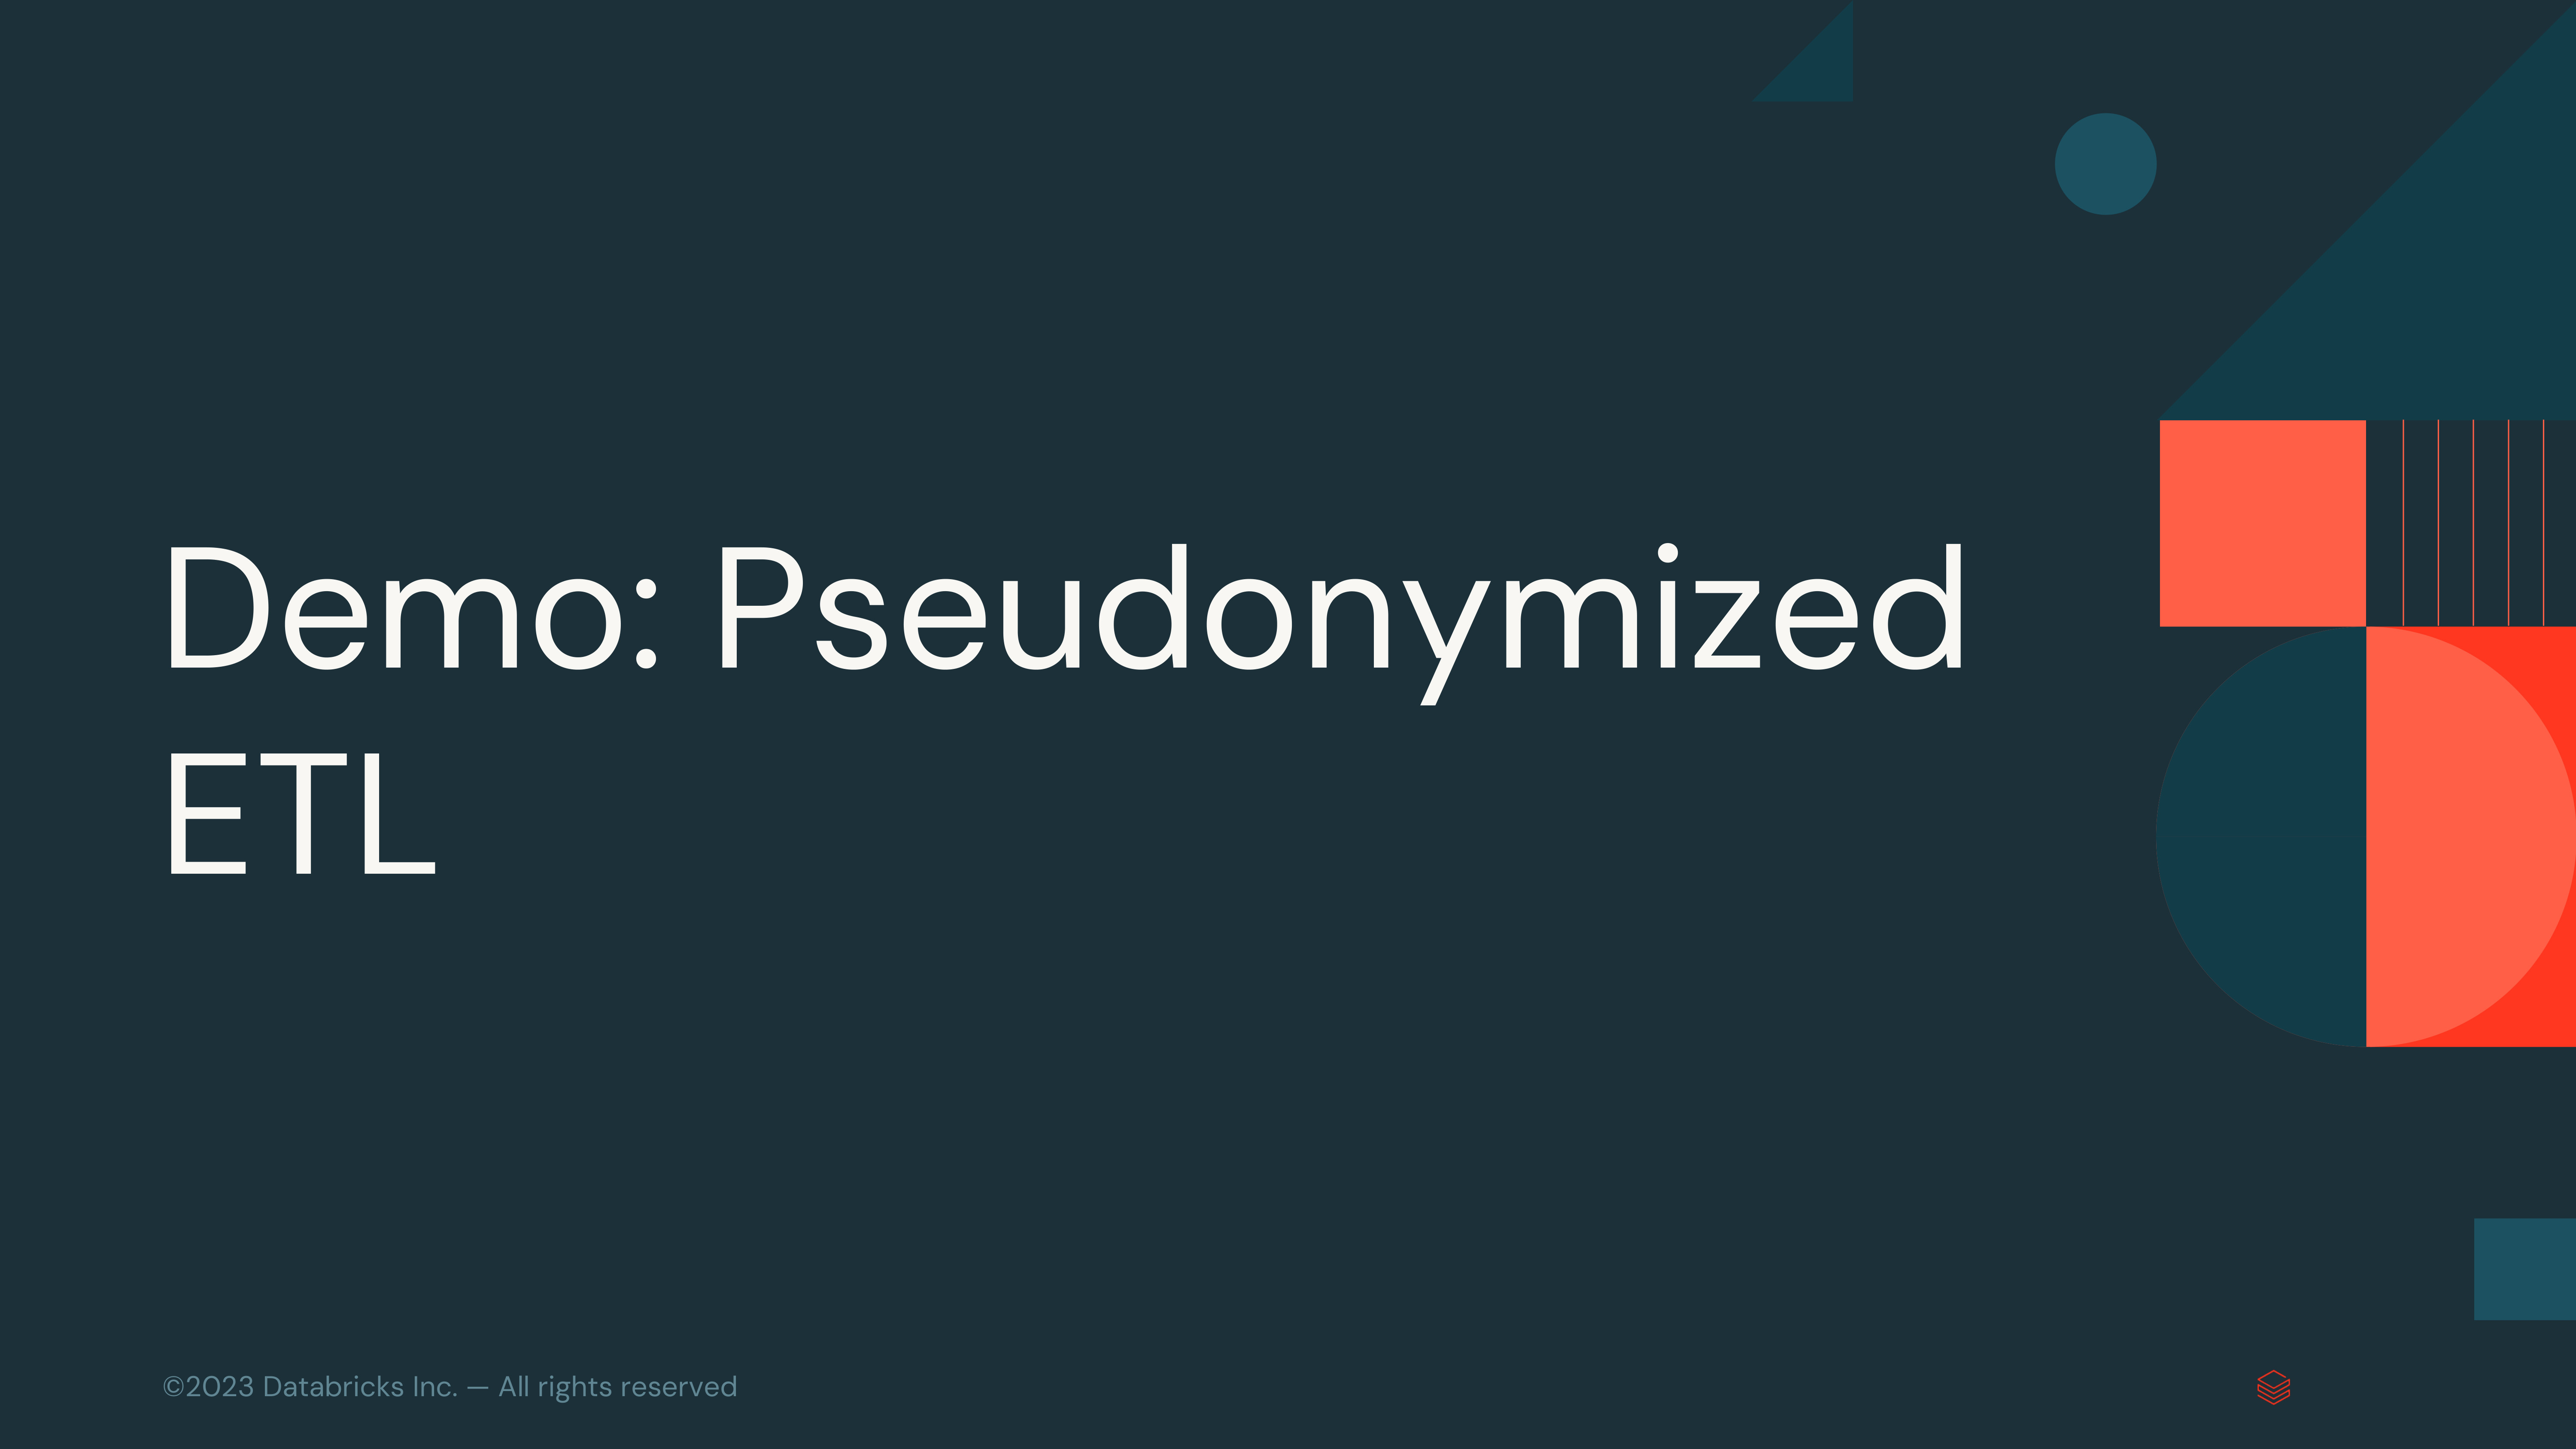 Demo: Pseudonymized
ETL
©2023 Databricks Inc. — All rights reserved